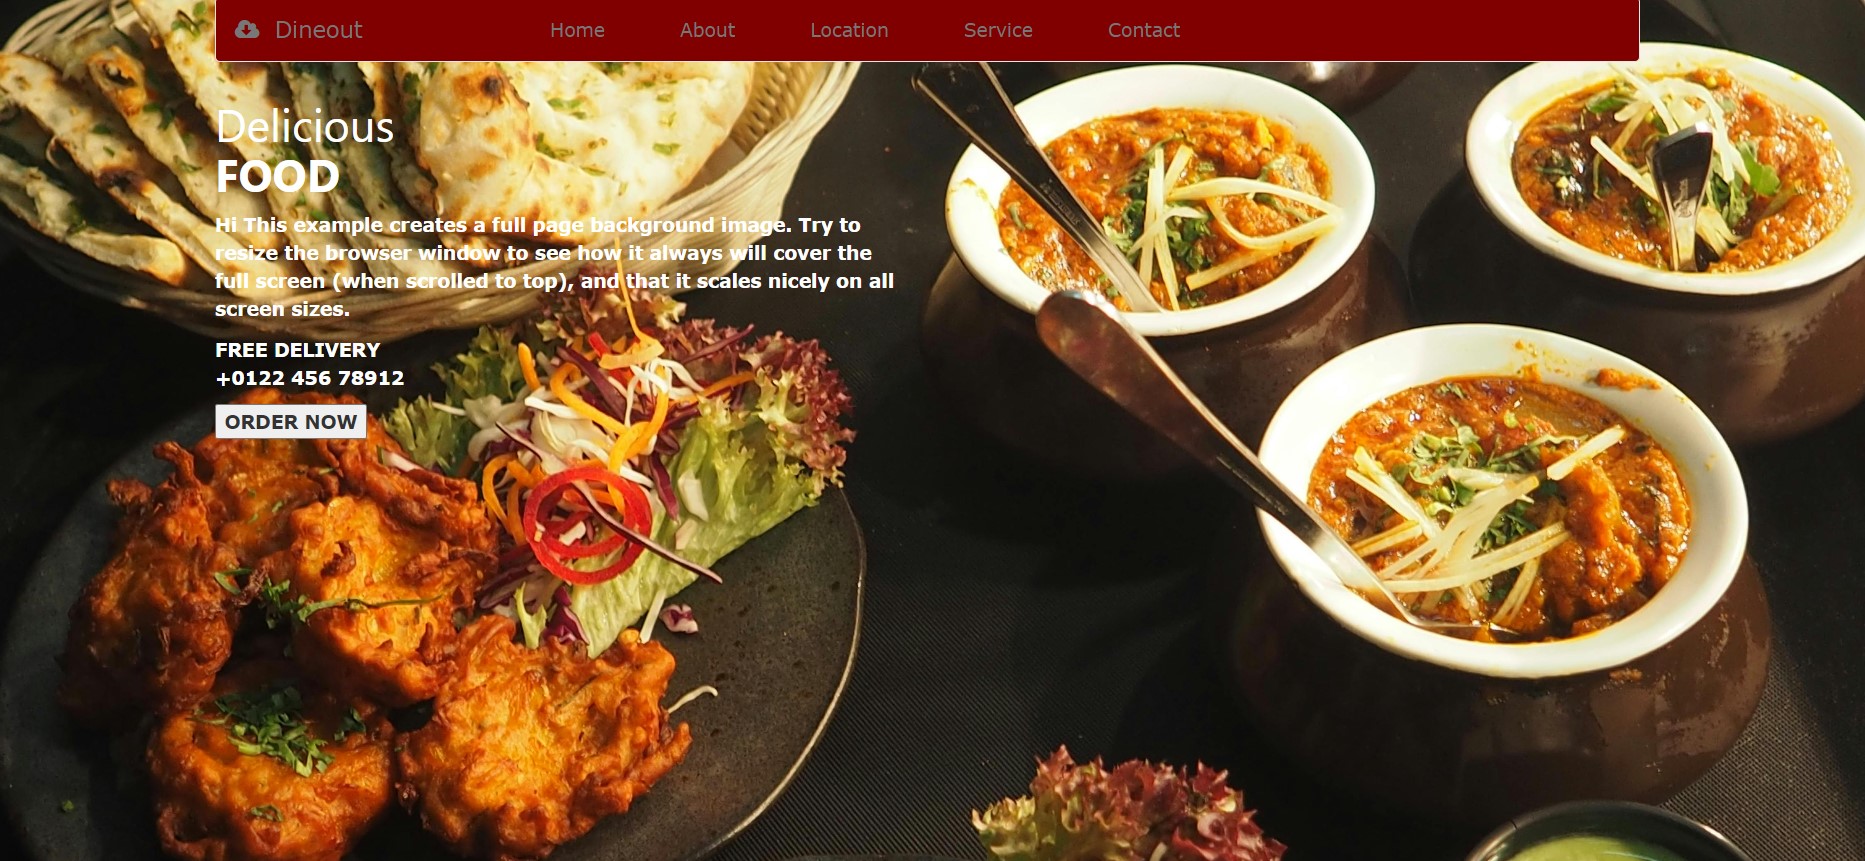 Dineout Home About Location Service Contact
Delicious
FOOD
Hi This example creates a full page background image. Try to
resize the browser window to see how it always will cover the
full screen (when scrolled to top), and that it scales nicely on all
screen sizes.
FREE DELIVERY
+0122 456 78912
ORDER NOW